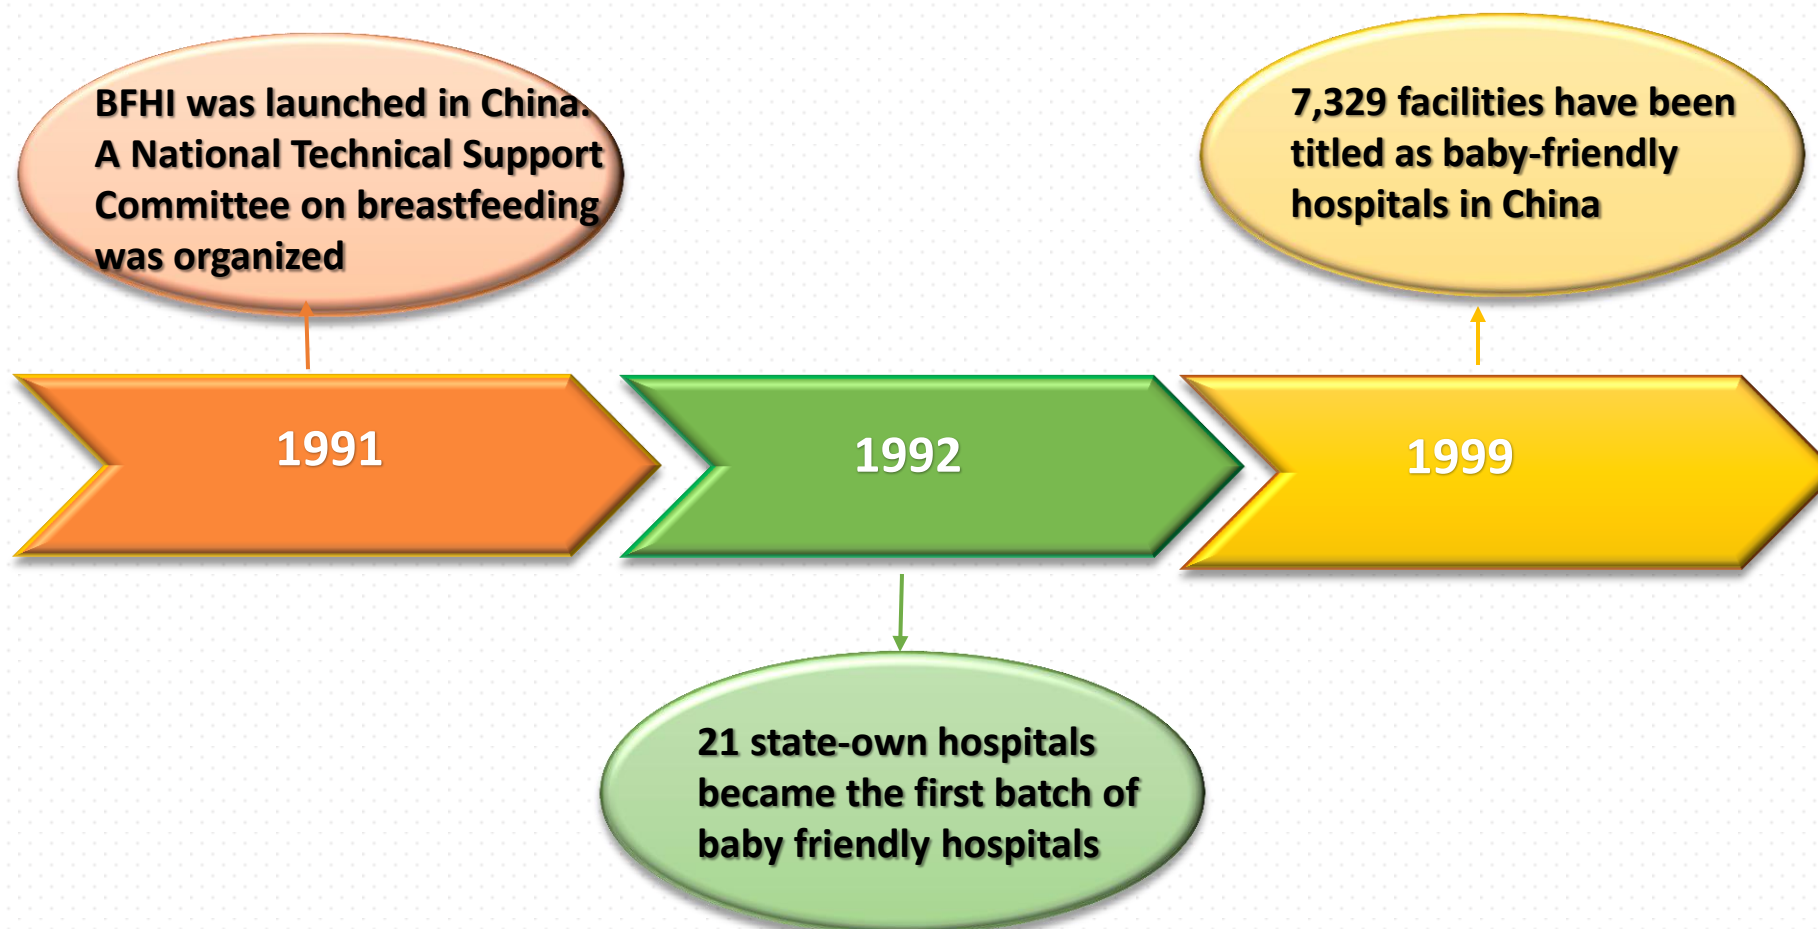 BFHI was launched in China.
A National Technical Support
Committee on breastfeeding
was organized
7,329 facilities have been
titled as baby-friendly
hospitals in China
1991
1992
1999
21 state-own hospitals
became the first batch of
baby friendly hospitals